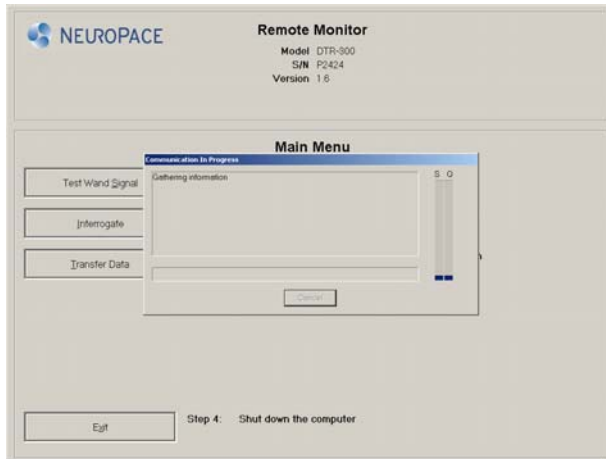 NEUROPACE
Remote Monitor
Model DTR-300
S/N P2424
Version 1.6
Main Menu
Communication In Progress
Test Wand Signal
Gathering information
S Q
Interrogate
Transfer Data
Cancel
Exit
Step 4: Shut down the computer